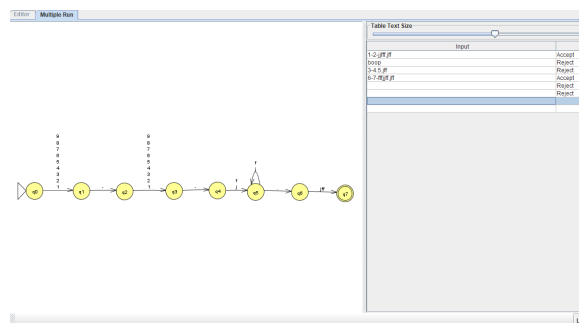 Editor Multiple Run
Table Text Size
Input
1-2-jjfff.jff Accept
boop Reject
3-4.5.jff Reject
6-7-fffjjff.jff Accept
Reject
Reject
9 9
8 8
7 7
6 6
5 5
4 4
3 3
2 2
1 1
q0 q1 - q2 q3 - q4 q5 q6 jff q7